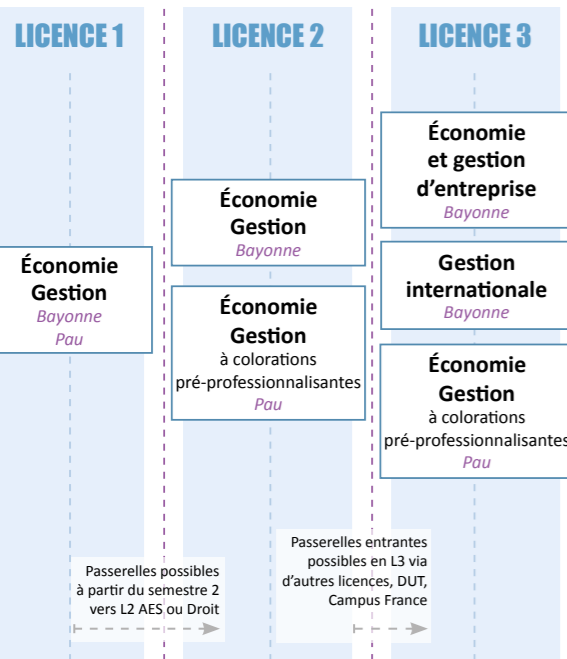 LICENCE 1
Économie
Gestion
Bayonne
Pau
Passerelles possibles
à partir du semestre 2
vers L2 AES ou Droit
LICENCE 2
Économie
Gestion
Bayonne
Économie
Gestion
à colorations
pré-professionnalisantes
Pau
Passerelles entrantes
possibles en L3 via
d'autres licences, DUT,
Campus France
LICENCE 3
Économie
et gestion
d'entreprise
Bayonne
Gestion
internationale
Bayonne
Économie
Gestion
à colorations
pré-professionnalisantes
Pau